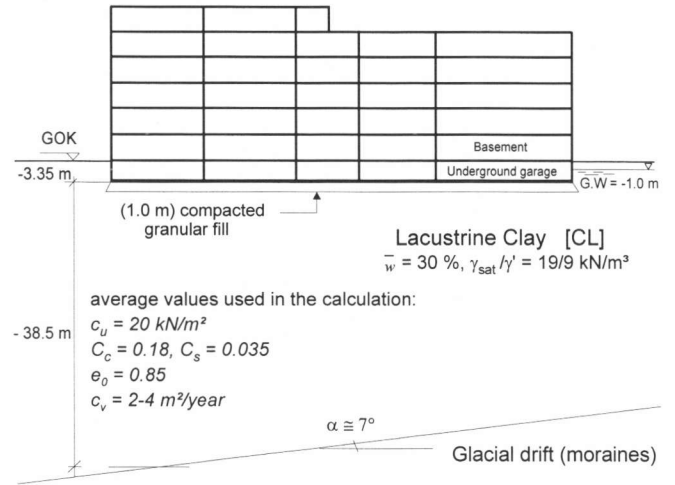 Basement
GOK
Underground garage
-3.35 m
G.W = -1.0 m
(1.0 m) compacted
granular fill
Lacustrine Clay [CL]
w̅ = 30 %, γsat/γ' = 19/9 kN/m³
average values used in the calculation:
cu = 20 kN/m²
- 38.5 m
Cc = 0.18, Cs = 0.035
eo = 0.85
cv = 2-4 m²/year
α ≅ 7°
Glacial drift (moraines)